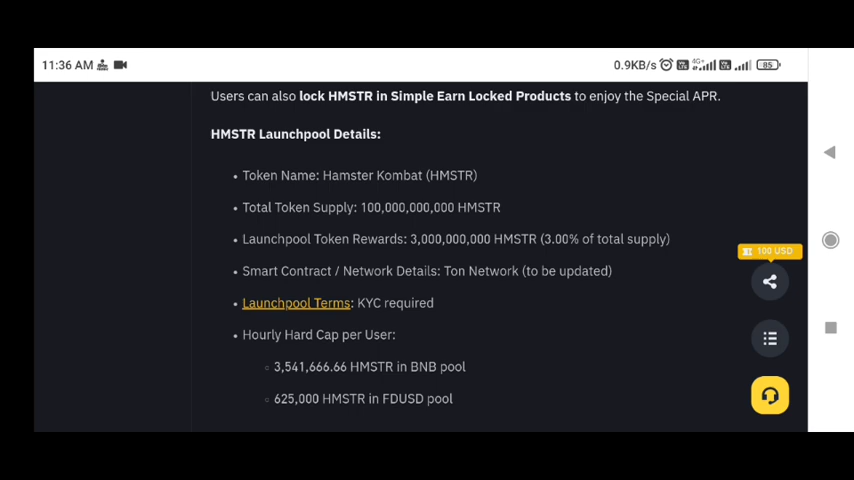 11:36 AM
0.9KB/s 4G+ 85
Users can also lock HMSTR in Simple Earn Locked Products to enjoy the Special APR.
HMSTR Launchpool Details:
• Token Name: Hamster Kombat (HMSTR)
• Total Token Supply: 100,000,000,000 HMSTR
• Launchpool Token Rewards: 3,000,000,000 HMSTR (3.00% of total supply)
100 USD
• Smart Contract / Network Details: Ton Network (to be updated)
• Launchpool Terms: KYC required
• Hourly Hard Cap per User:
◦ 3,541,666.66 HMSTR in BNB pool
◦ 625,000 HMSTR in FDUSD pool